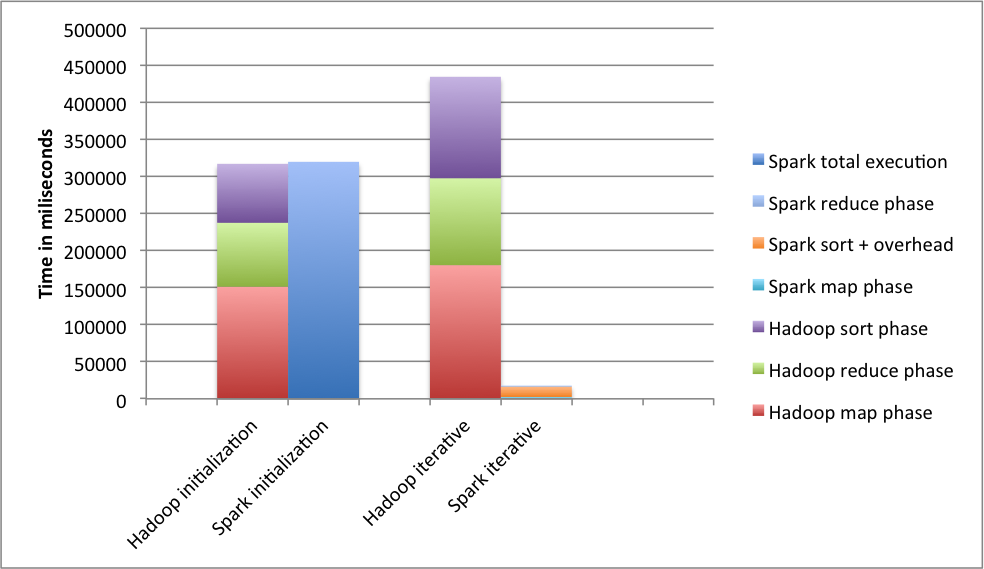 500000
450000
400000
350000
300000
250000
200000
150000
100000
50000
0
Time in miliseconds
Hadoop initialization
Spark initialization
Hadoop iterative
Spark iterative
Spark total execution
Spark reduce phase
Spark sort + overhead
Spark map phase
Hadoop sort phase
Hadoop reduce phase
Hadoop map phase